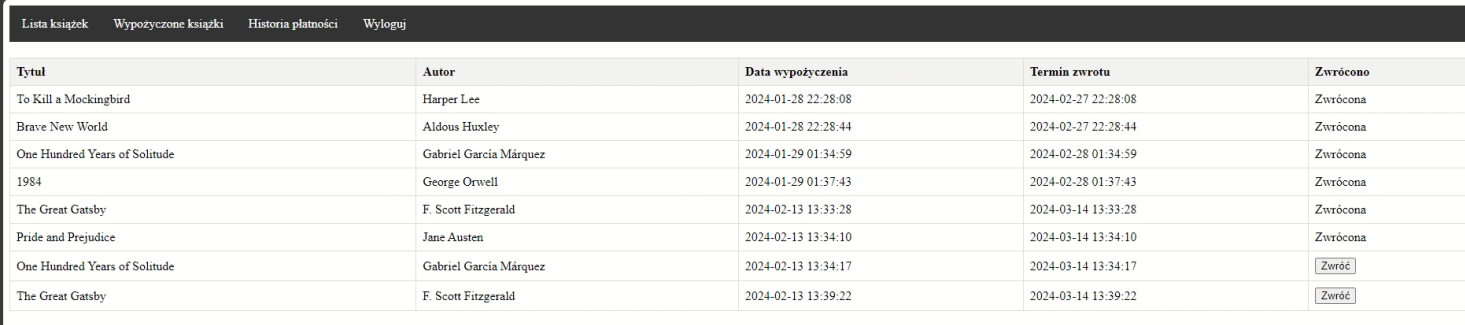 Lista książek Wypożyczone książki Historia płatności Wyloguj
Tytuł Autor Data wypożyczenia Termin zwrotu Zwrócono
To Kill a Mockingbird Harper Lee 2024-01-28 22:28:08 2024-02-27 22:28:08 Zwrócona
Brave New World Aldous Huxley 2024-01-28 22:28:44 2024-02-27 22:28:44 Zwrócona
One Hundred Years of Solitude Gabriel García Márquez 2024-01-29 01:34:59 2024-02-28 01:34:59 Zwrócona
1984 George Orwell 2024-01-29 01:37:43 2024-02-28 01:37:43 Zwrócona
The Great Gatsby F. Scott Fitzgerald 2024-02-13 13:33:28 2024-03-14 13:33:28 Zwrócona
Pride and Prejudice Jane Austen 2024-02-13 13:34:10 2024-03-14 13:34:10 Zwrócona
One Hundred Years of Solitude Gabriel García Márquez 2024-02-13 13:34:17 2024-03-14 13:34:17 Zwróć
The Great Gatsby F. Scott Fitzgerald 2024-02-13 13:39:22 2024-03-14 13:39:22 Zwróć